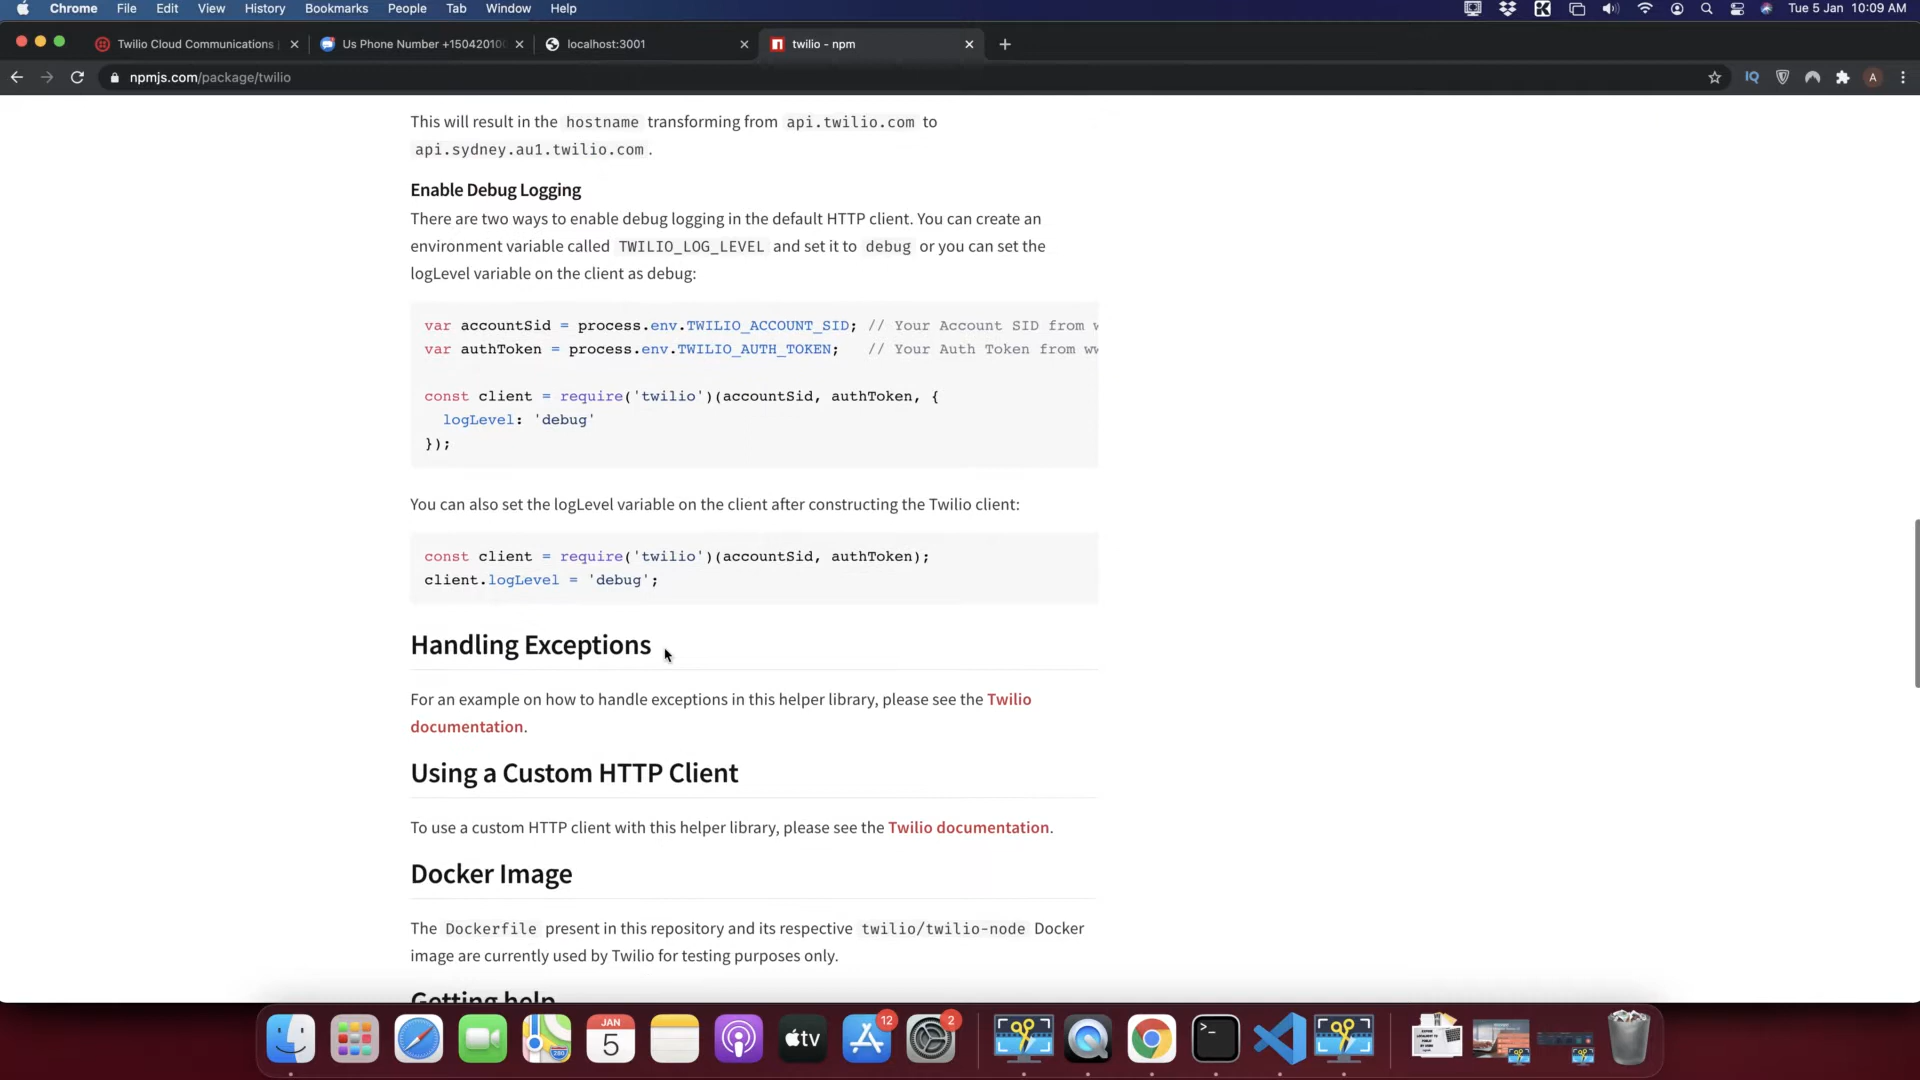 Chrome File Edit View History Bookmarks People Tab Window Help Tue 5 Jan 10:09 AM
Twilio Cloud Communications Us Phone Number +150420100 localhost:3001 twilio - npm
npmjs.com/package/twilio IQ A
This will result in the hostname transforming from api.twilio.com to
api.sydney.au1.twilio.com .
Enable Debug Logging
There are two ways to enable debug logging in the default HTTP client. You can create an
environment variable called TWILIO_LOG_LEVEL and set it to debug or you can set the
logLevel variable on the client as debug:
var accountSid = process.env.TWILIO_ACCOUNT_SID; // Your Account SID from w
var authToken = process.env.TWILIO_AUTH_TOKEN; // Your Auth Token from ww
const client = require('twilio')(accountSid, authToken, {
logLevel: 'debug'
});
You can also set the logLevel variable on the client after constructing the Twilio client:
const client = require('twilio')(accountSid, authToken);
client.logLevel = 'debug';
Handling Exceptions
For an example on how to handle exceptions in this helper library, please see the Twilio
documentation.
Using a Custom HTTP Client
To use a custom HTTP client with this helper library, please see the Twilio documentation.
Docker Image
The Dockerfile present in this repository and its respective twilio/twilio-node Docker
image are currently used by Twilio for testing purposes only.
Getting help
JAN 12 2
5 280 tv >_